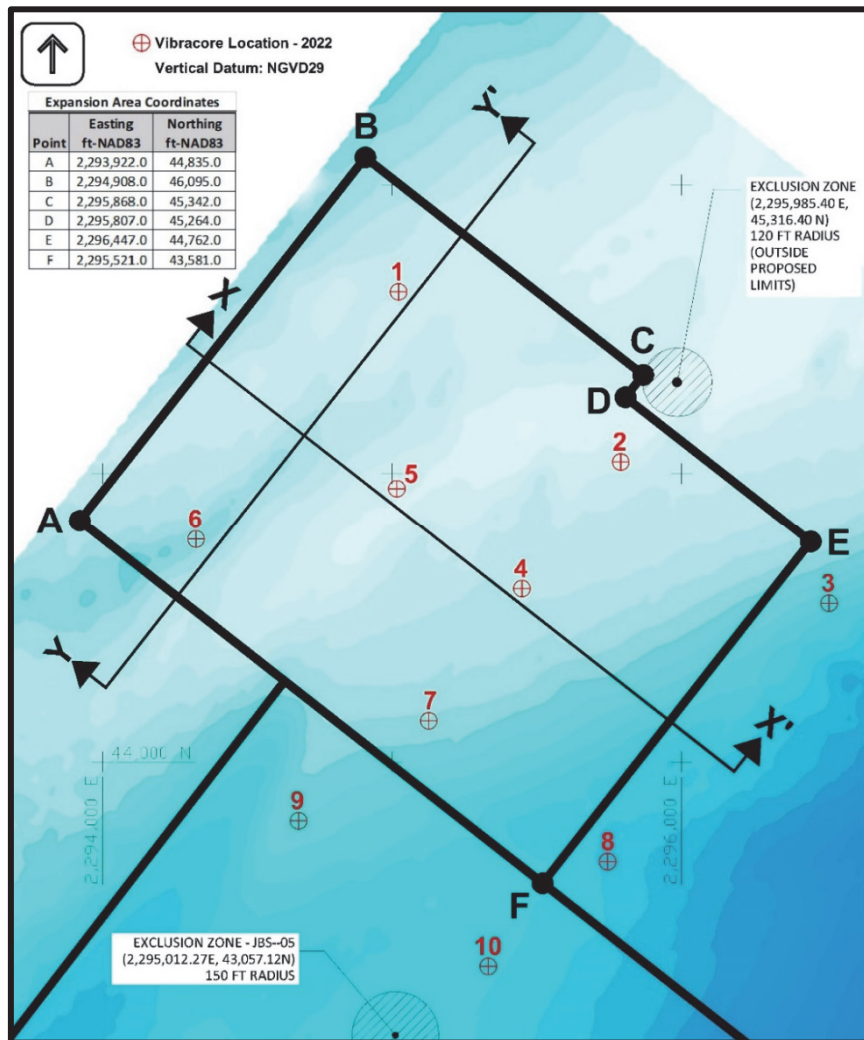 Vibracore Location - 2022
Vertical Datum: NGVD29
Expansion Area Coordinates
Point Easting ft-NAD83 Northing ft-NAD83
A 2,293,922.0 44,835.0
B 2,294,908.0 46,095.0
C 2,295,868.0 45,342.0
D 2,295,807.0 45,264.0
E 2,296,447.0 44,762.0
F 2,295,521.0 43,581.0
B
Y'
EXCLUSION ZONE
(2,295,985.40 E,
45,316.40 N)
120 FT RADIUS
(OUTSIDE
PROPOSED
LIMITS)
1
X
C
D
2
5
A
6
E
4
3
Y
7
X'
44,000 N
9
2,294,000 E
2,296,000 E
8
F
EXCLUSION ZONE - JBS--05
(2,295,012.27E, 43,057.12N)
150 FT RADIUS
10